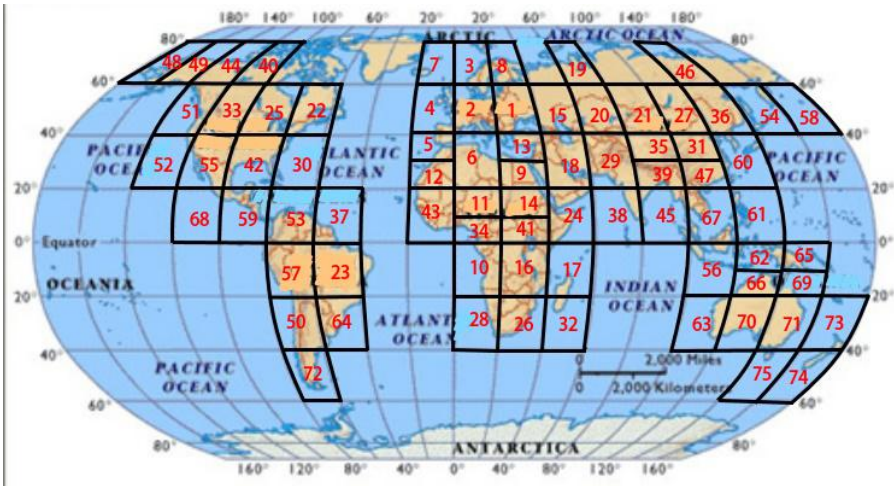 180° 140° 100° 60° 20° 20° 60° 100° 140° 180°
ARCTIC ARCTIC OCEAN
80° 80°
48 49 44 40 7 3 8 19 46
60° 60°
51 33 25 22 4 2 1 15 20 21 27 36 54 58
40° 40°
5 13 35 31
PACIFIC OCEAN 52 55 42 30 ATLANTIC OCEAN 6 18 29 60 PACIFIC OCEAN
12 9 39 47
20° 20°
68 59 53 37 43 11 14 24 38 45 67 61
34 41
0° Equator 0°
57 23 10 16 17 56 62 65
OCEANIA INDIAN OCEAN 66 69
20° 20°
50 64 ATLANTIC OCEAN 28 26 32 63 70 71 73
40° 40°
PACIFIC OCEAN 72 0 2,000 Miles 75 74
0 2,000 Kilometers
60° 60°
80° 80°
ANTARCTICA
160° 120° 80° 40° 0° 40° 80° 120° 160°